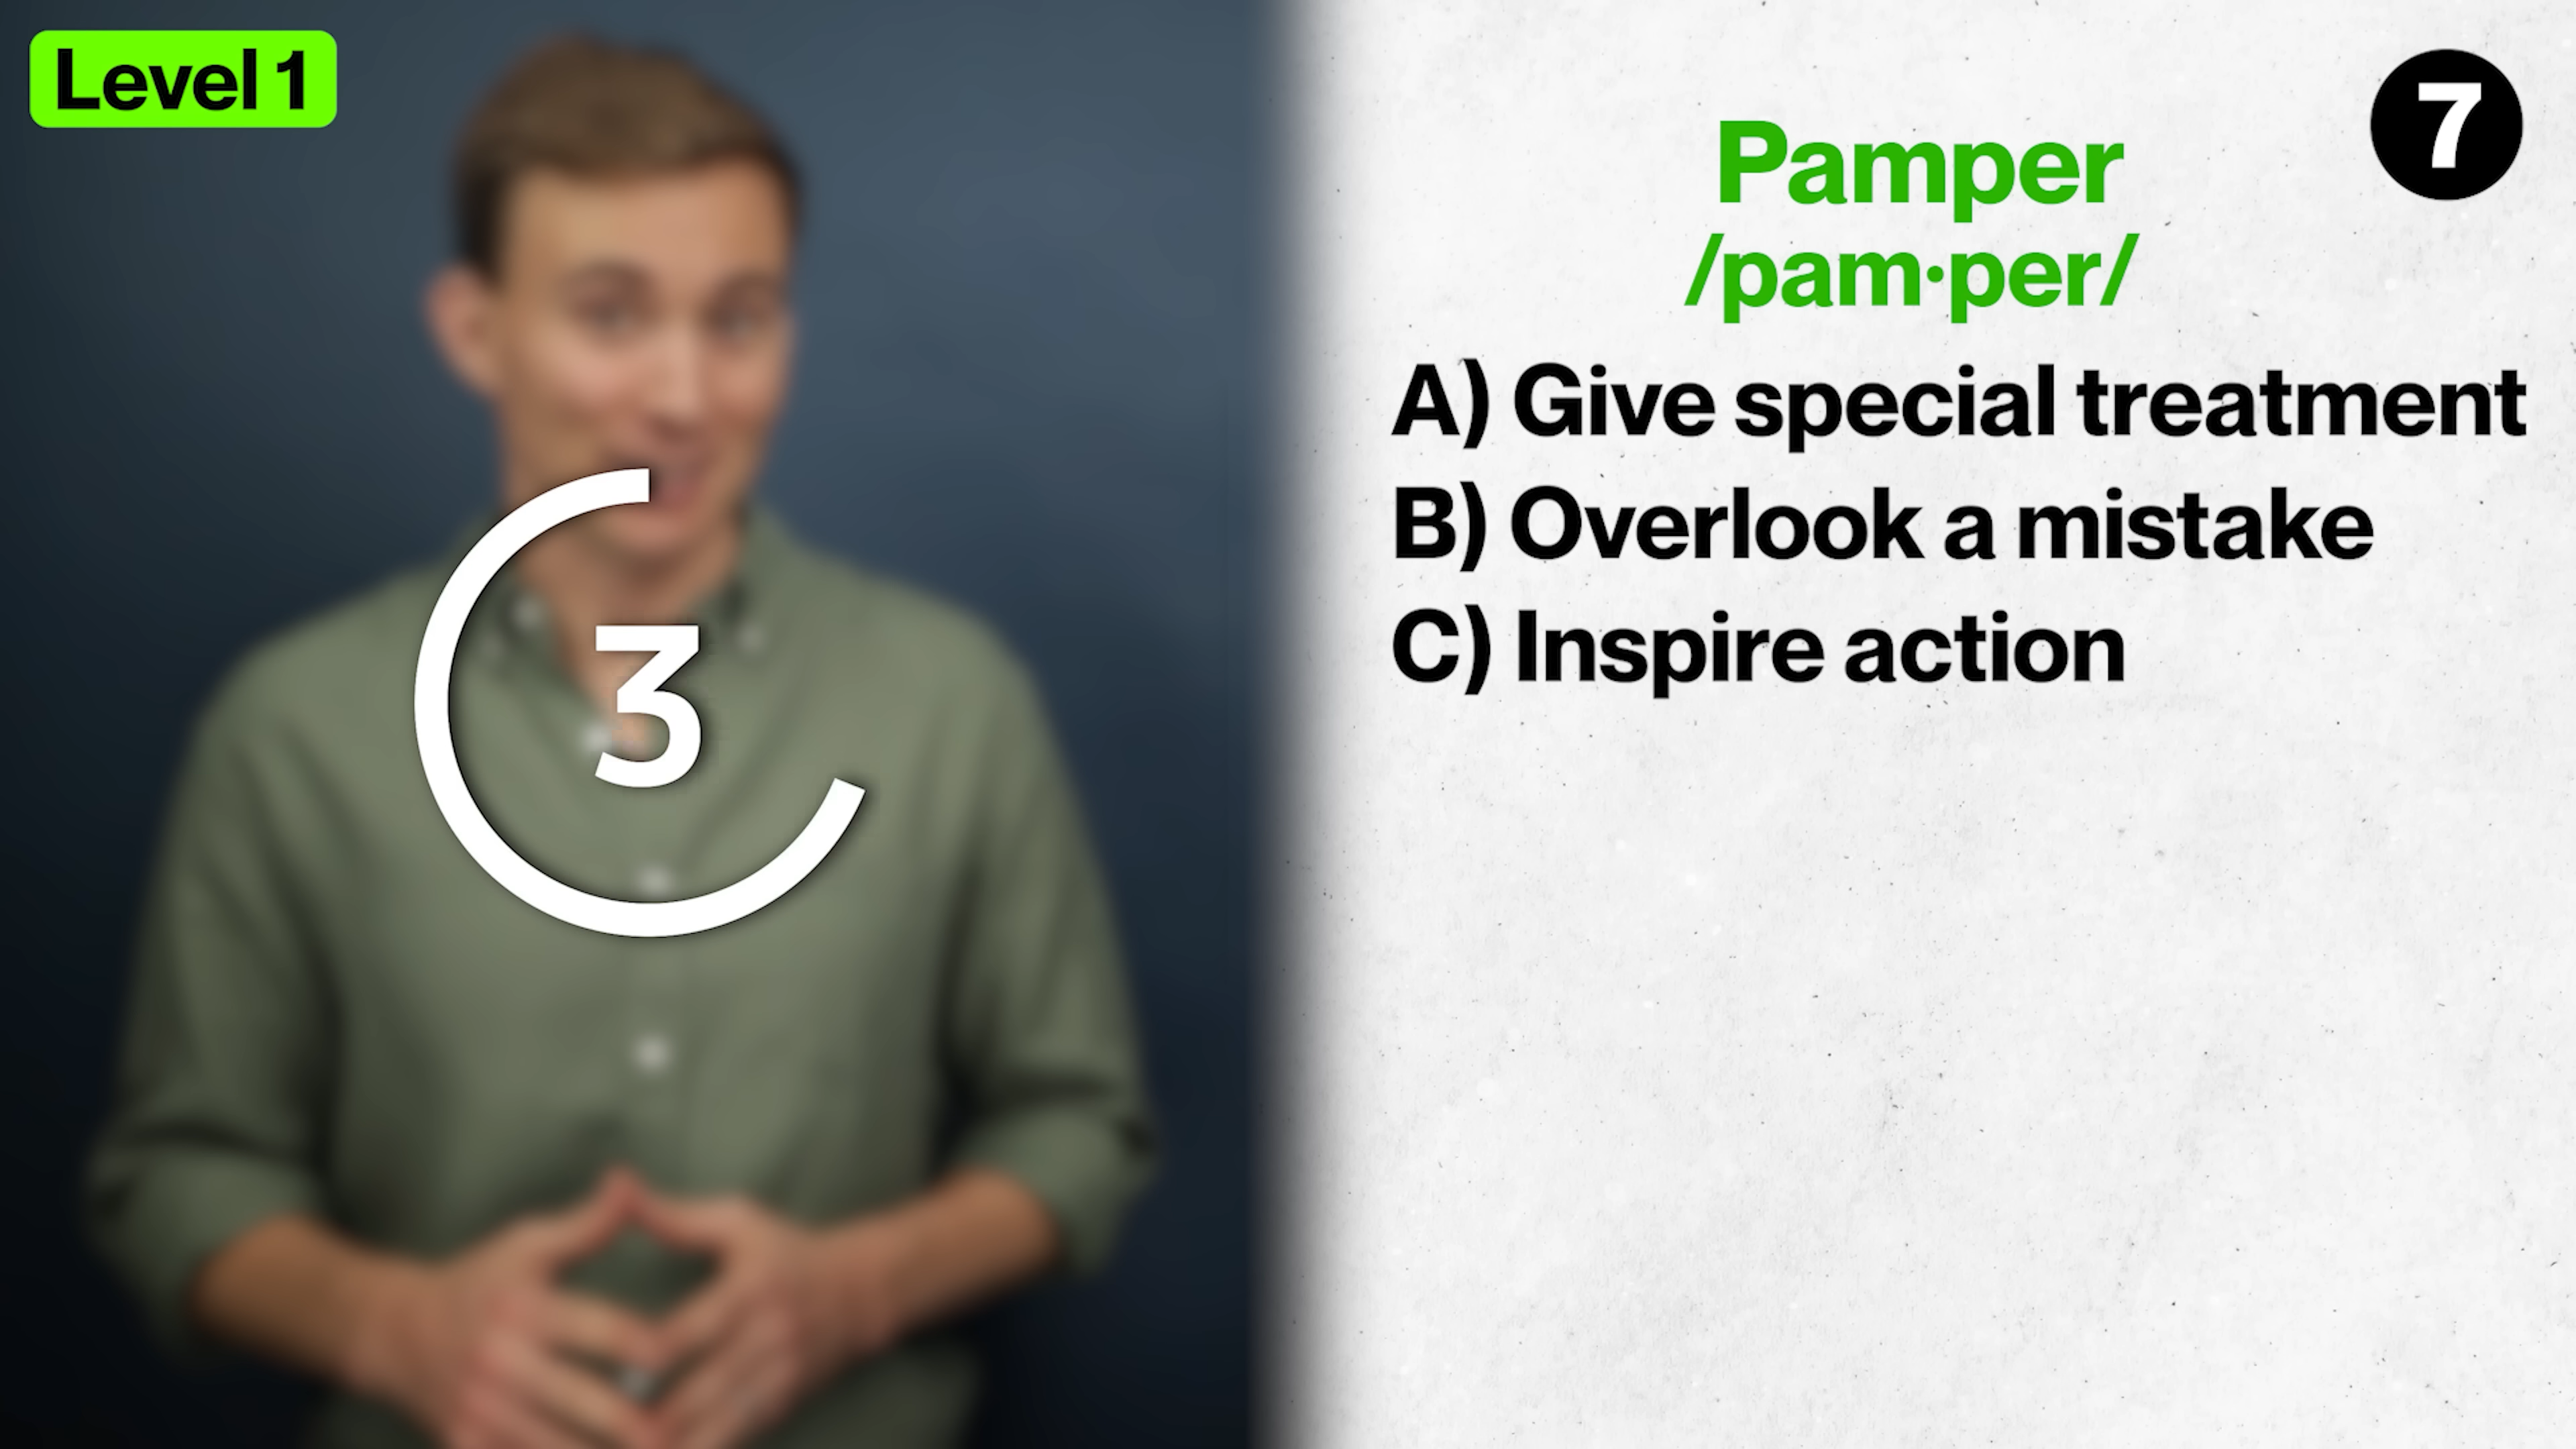 Level 1
7
Pamper
/pam·per/
A) Give special treatment
B) Overlook a mistake
C) Inspire action
3